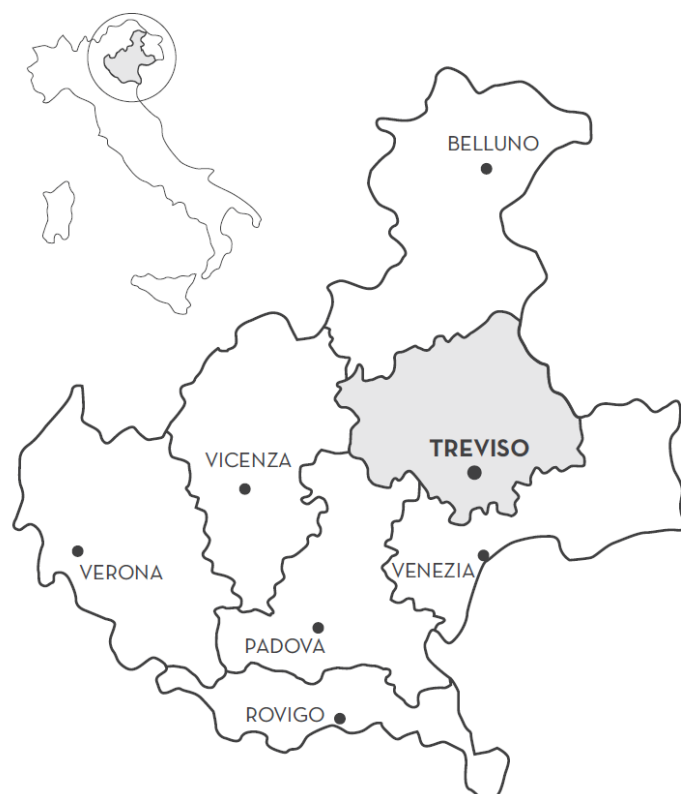 BELLUNO
TREVISO
VICENZA
VERONA
VENEZIA
PADOVA
ROVIGO